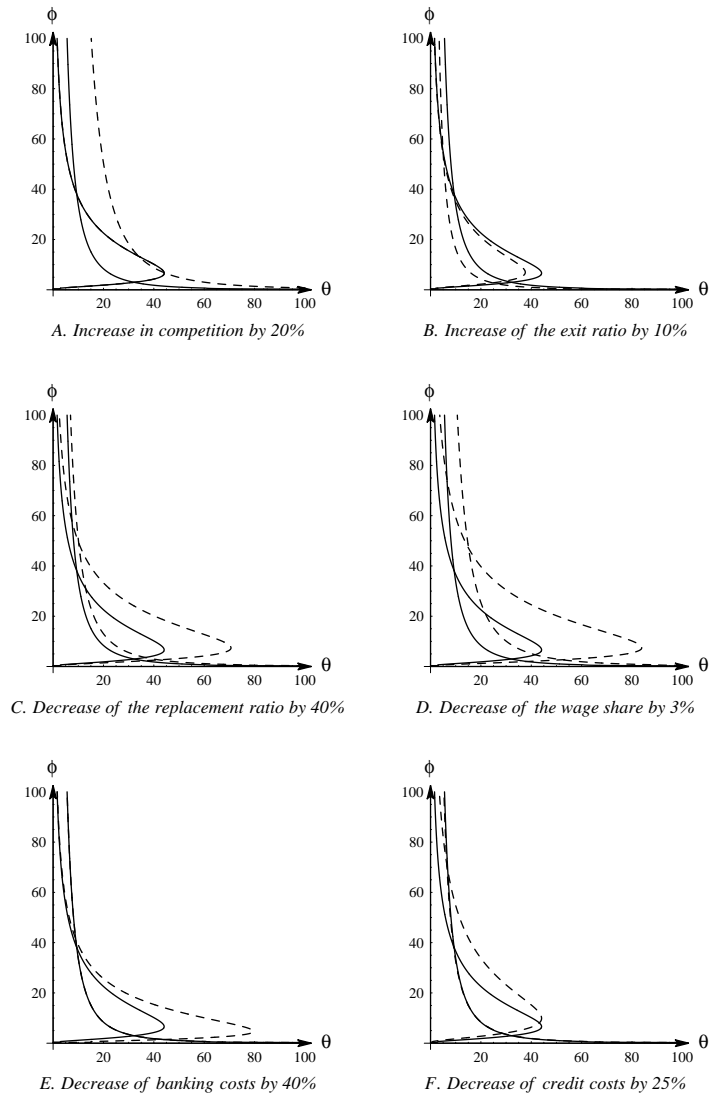 ϕ ϕ
100 100
80 80
60 60
40 40
20 20
θ θ
20 40 60 80 100 20 40 60 80 100
A. Increase in competition by 20% B. Increase of the exit ratio by 10%
ϕ ϕ
100 100
80 80
60 60
40 40
20 20
θ θ
20 40 60 80 100 20 40 60 80 100
C. Decrease of the replacement ratio by 40% D. Decrease of the wage share by 3%
ϕ ϕ
100 100
80 80
60 60
40 40
20 20
θ θ
20 40 60 80 100 20 40 60 80 100
E. Decrease of banking costs by 40% F. Decrease of credit costs by 25%